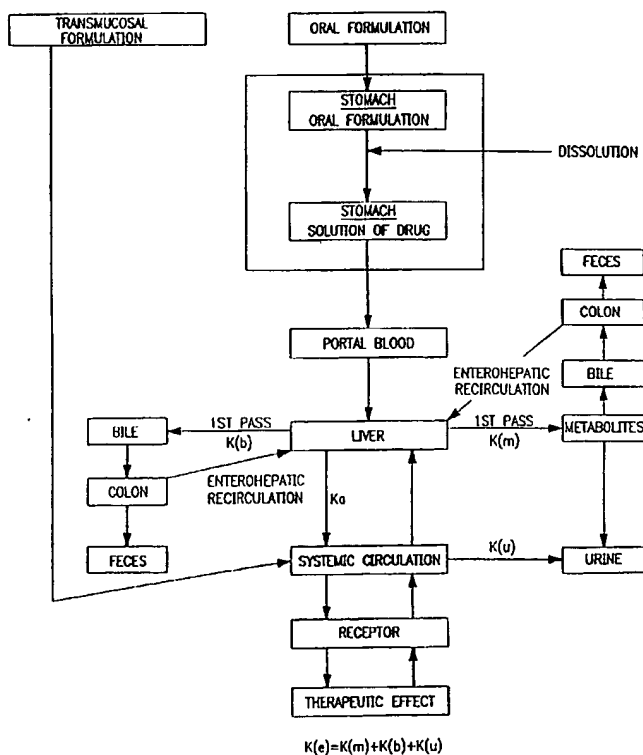 TRANSMUCOSAL
FORMULATION
ORAL FORMULATION
STOMACH
ORAL FORMULATION
DISSOLUTION
STOMACH
SOLUTION OF DRUG
FECES
COLON
PORTAL BLOOD
ENTEROHEPATIC
RECIRCULATION
BILE
BILE
1ST PASS
K(b)
LIVER
1ST PASS
K(m)
METABOLITES
COLON
ENTEROHEPATIC
RECIRCULATION
Ka
FECES
SYSTEMIC CIRCULATION
K(u)
URINE
RECEPTOR
THERAPEUTIC EFFECT
K(e)=K(m)+K(b)+K(u)